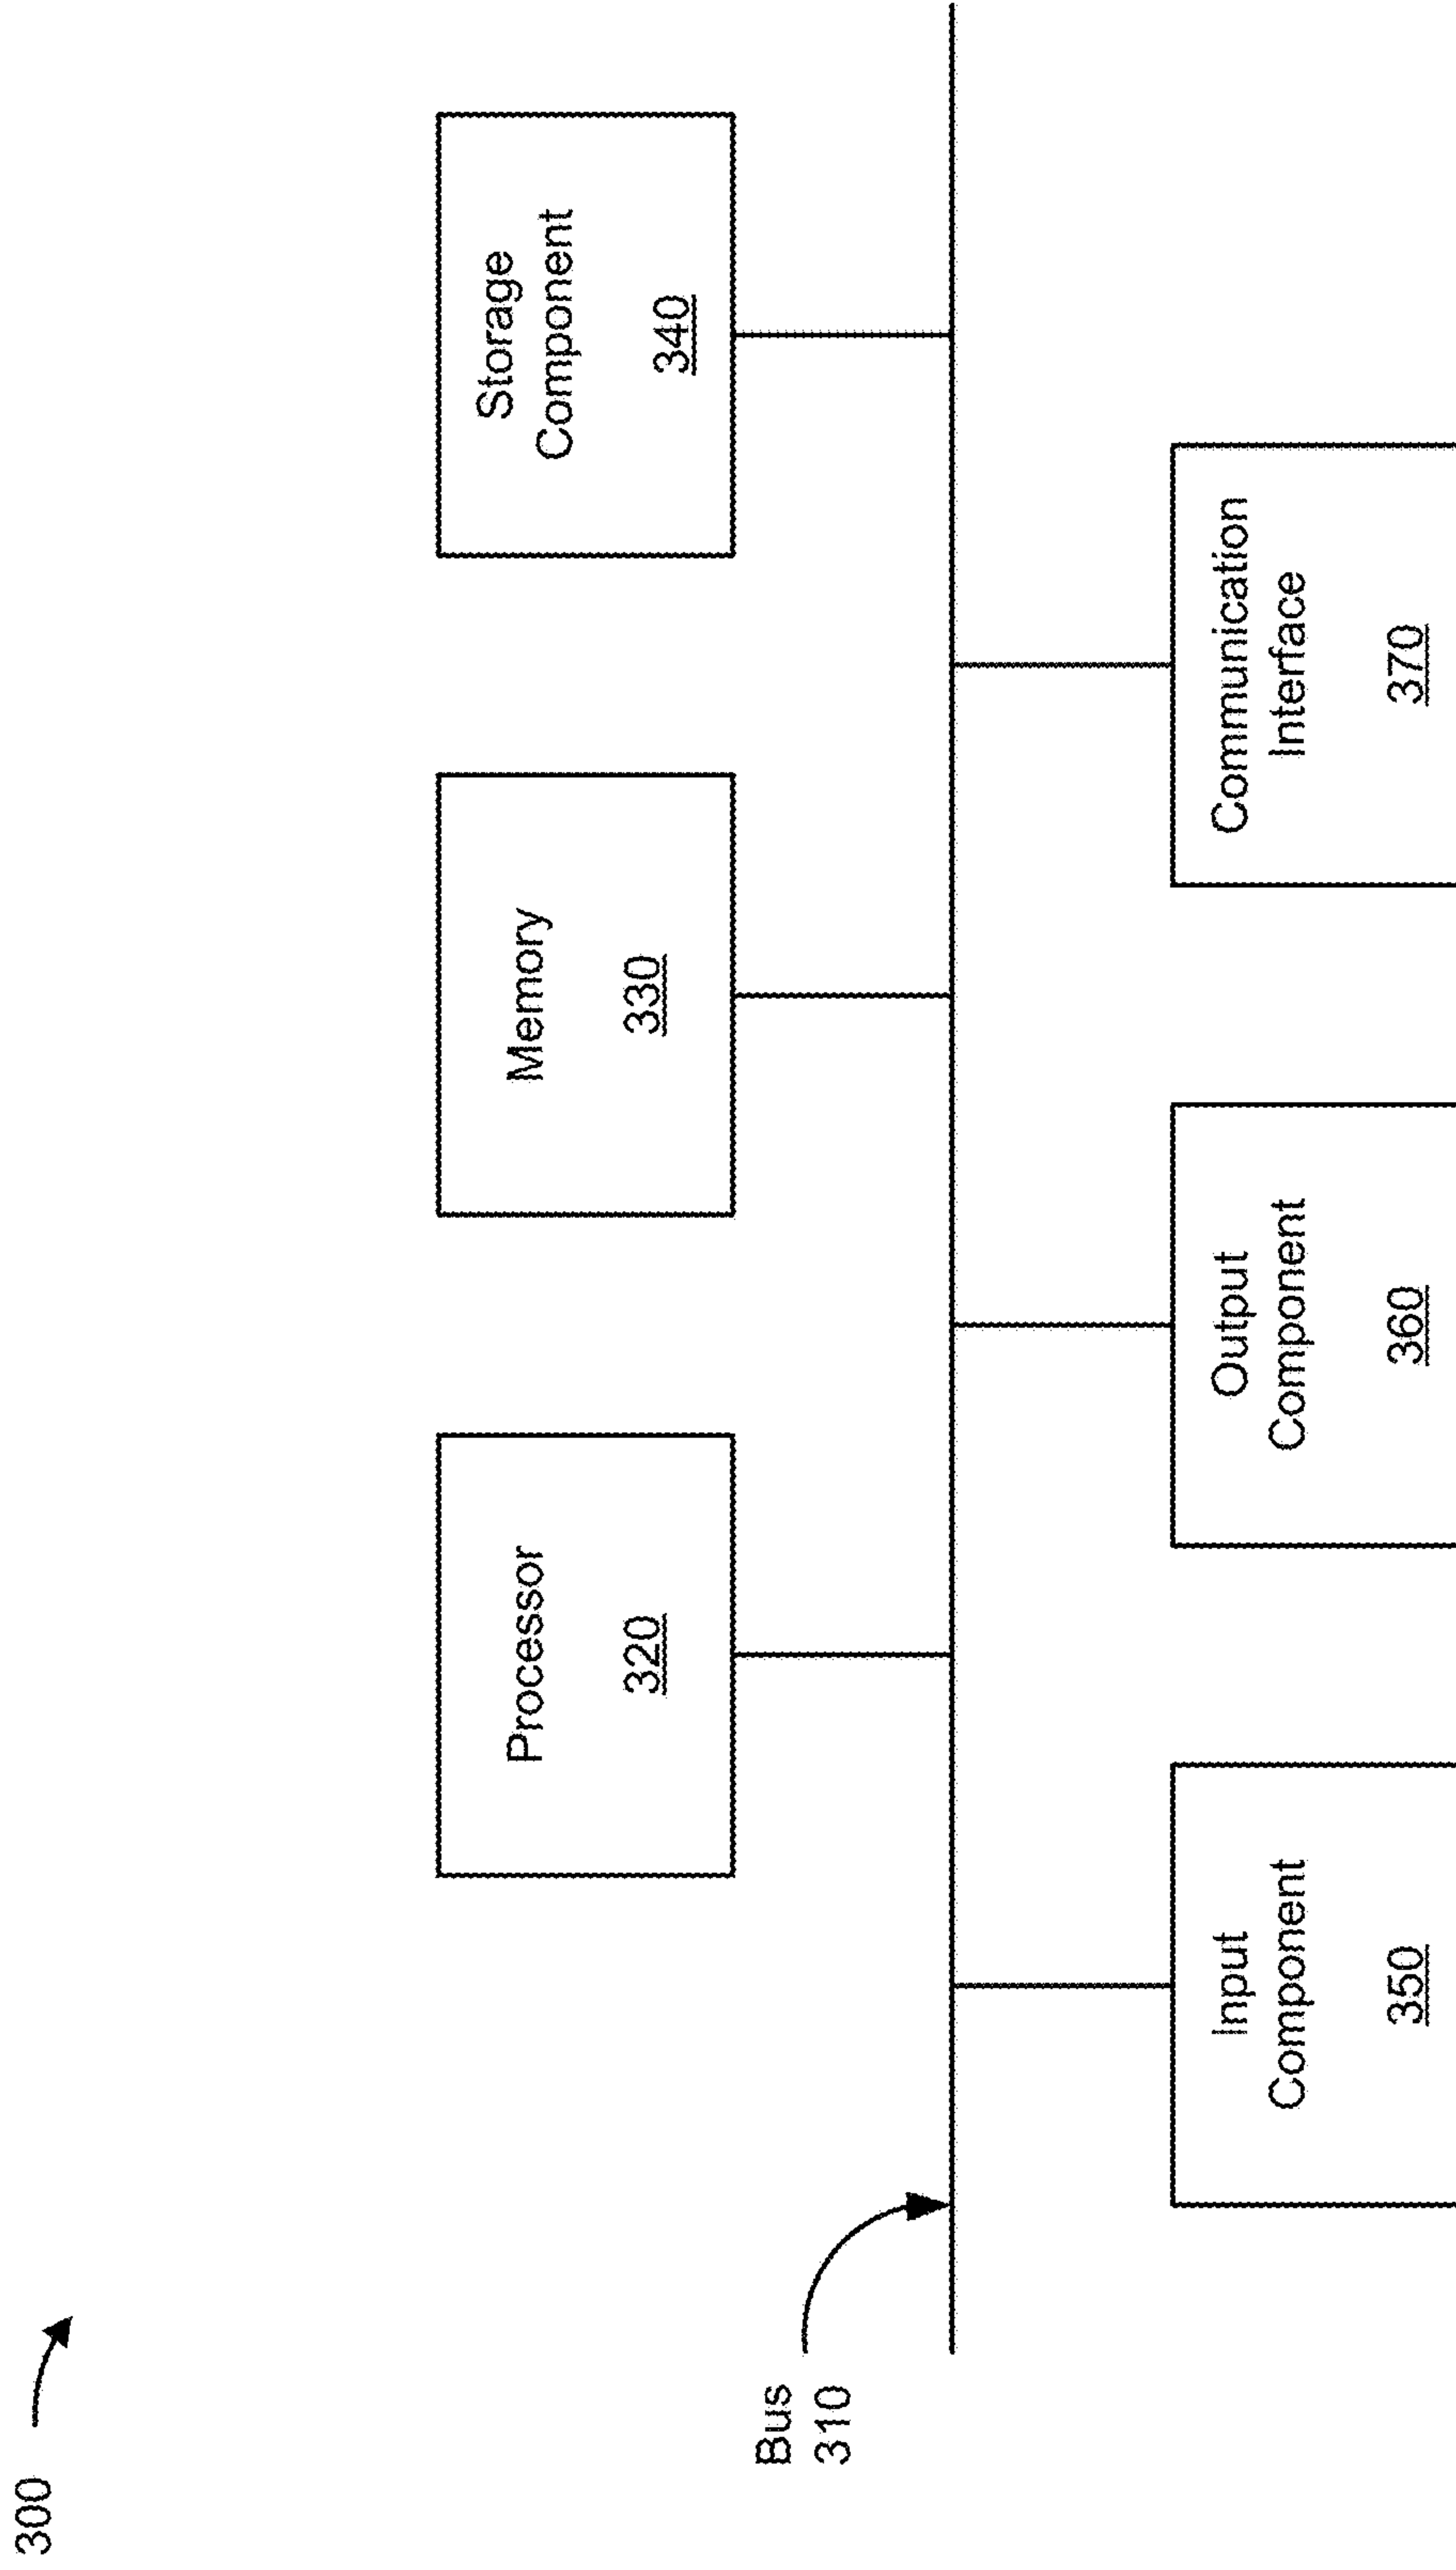 300
Bus
310
Processor
320
Memory
330
Storage
Component
340
Input
Component
350
Output
Component
360
Communication
Interface
370